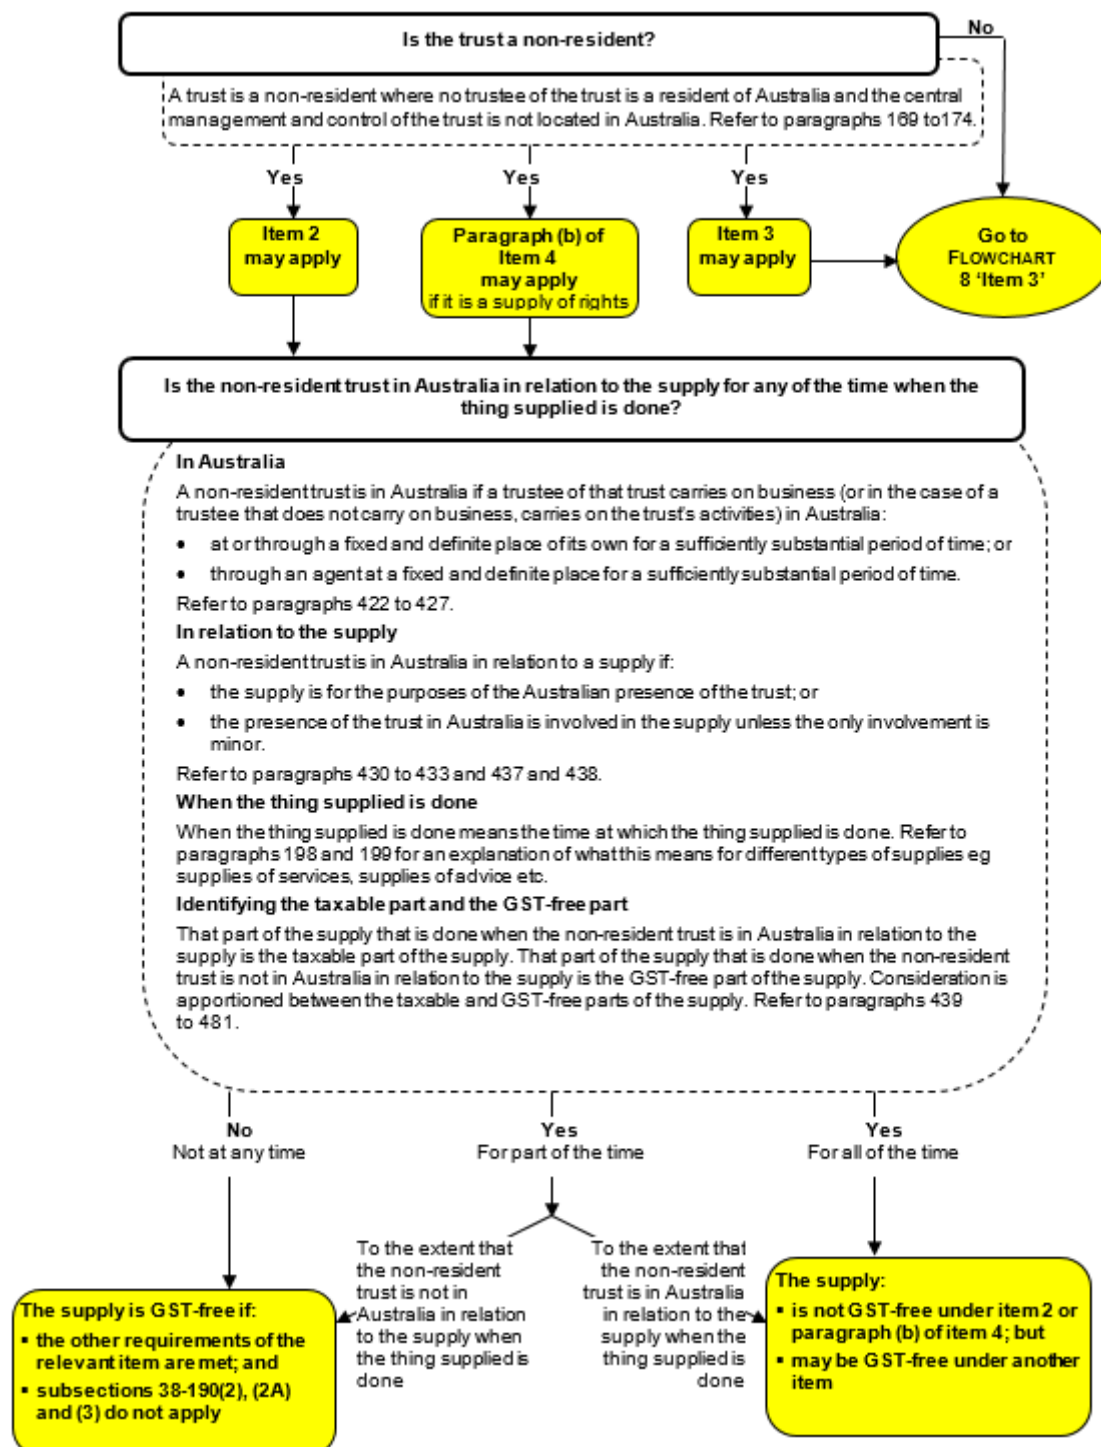 Is the trust a non-resident?
No
A trust is a non-resident where no trustee of the trust is a resident of Australia and the central
management and control of the trust is not located in Australia. Refer to paragraphs 169 to174.
Yes
Yes
Yes
Item 2
may apply
Paragraph (b) of
Item 4
may apply
if it is a supply of rights
Item 3
may apply
Go to
FLOWCHART
8 ‘Item 3’
Is the non-resident trust in Australia in relation to the supply for any of the time when the
thing supplied is done?
In Australia
A non-resident trust is in Australia if a trustee of that trust carries on business (or in the case of a
trustee that does not carry on business, carries on the trust's activities) in Australia:
• at or through a fixed and definite place of its own for a sufficiently substantial period of time; or
• through an agent at a fixed and definite place for a sufficiently substantial period of time.
Refer to paragraphs 422 to 427.
In relation to the supply
A non-resident trust is in Australia in relation to a supply if:
• the supply is for the purposes of the Australian presence of the trust; or
• the presence of the trust in Australia is involved in the supply unless the only involvement is
minor.
Refer to paragraphs 430 to 433 and 437 and 438.
When the thing supplied is done
When the thing supplied is done means the time at which the thing supplied is done. Refer to
paragraphs 198 and 199 for an explanation of what this means for different types of supplies eg
supplies of services, supplies of advice etc.
Identifying the taxable part and the GST-free part
That part of the supply that is done when the non-resident trust is in Australia in relation to the
supply is the taxable part of the supply. That part of the supply that is done when the non-resident
trust is not in Australia in relation to the supply is the GST-free part of the supply. Consideration is
apportioned between the taxable and GST-free parts of the supply. Refer to paragraphs 439
to 481.
No
Not at any time
Yes
For part of the time
Yes
For all of the time
To the extent that
the non-resident
trust is not in
Australia in relation
to the supply when
the thing supplied is
done
To the extent that
the non-resident
trust is in Australia
in relation to the
supply when the
thing supplied is
done
The supply is GST-free if:
▪ the other requirements of the
relevant item are met; and
▪ subsections 38-190(2), (2A)
and (3) do not apply
The supply:
▪ is not GST-free under item 2 or
paragraph (b) of item 4; but
▪ may be GST-free under another
item